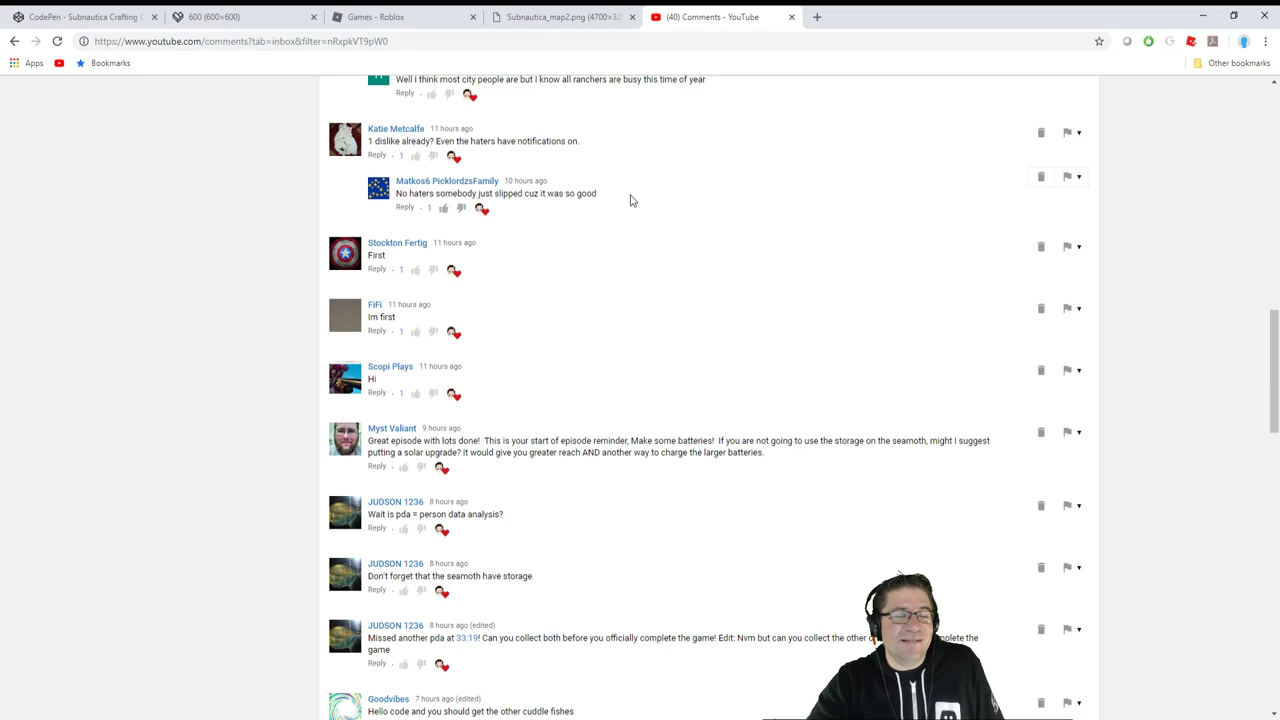 CodePen - Subnautica Crafting C
600 (600×600)
Games - Roblox
Subnautica_map2.png (4700×32
(40) Comments - YouTube
https://www.youtube.com/comments?tab=inbox&filter=nRxpkVT9pW0
Apps
Bookmarks
Other bookmarks
Well I think most city people are but I know all ranchers are busy this time of year
Reply
Katie Metcalfe 11 hours ago
1 dislike already? Even the haters have notifications on.
Reply 1
Matkos6 PicklordzsFamily 10 hours ago
No haters somebody just slipped cuz it was so good
Reply 1
Stockton Fertig 11 hours ago
First
Reply 1
FiFi 11 hours ago
Im first
Reply 1
Scopi Plays 11 hours ago
Hi
Reply 1
Myst Valiant 9 hours ago
Great episode with lots done! This is your start of episode reminder, Make some batteries! If you are not going to use the storage on the seamoth, might I suggest
putting a solar upgrade? it would give you greater reach AND another way to charge the larger batteries.
Reply
JUDSON 1236 8 hours ago
Wait is pda = person data analysis?
Reply
JUDSON 1236 8 hours ago
Don't forget that the seamoth have storage
Reply
JUDSON 1236 8 hours ago (edited)
Missed another pda at 33:19! Can you collect both before you officially complete the game! Edit: Nvm but can you collect the other the
game
Reply
Goodvibes 7 hours ago (edited)
Hello code and you should get the other cuddle fishes